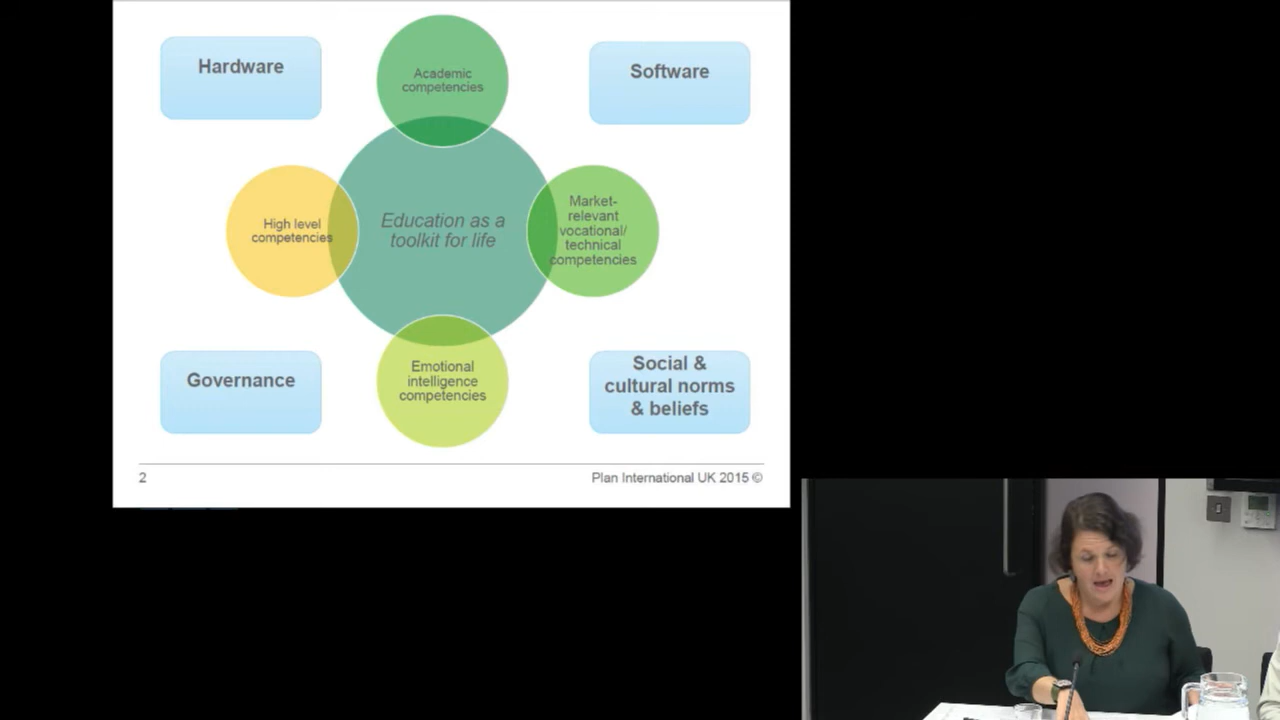 Hardware
Academic
competencies
Software
High level
competencies
Education as a
toolkit for life
Market-
relevant
vocational/
technical
competencies
Governance
Emotional
intelligence
competencies
Social &
cultural norms
& beliefs
2
Plan International UK 2015 ©